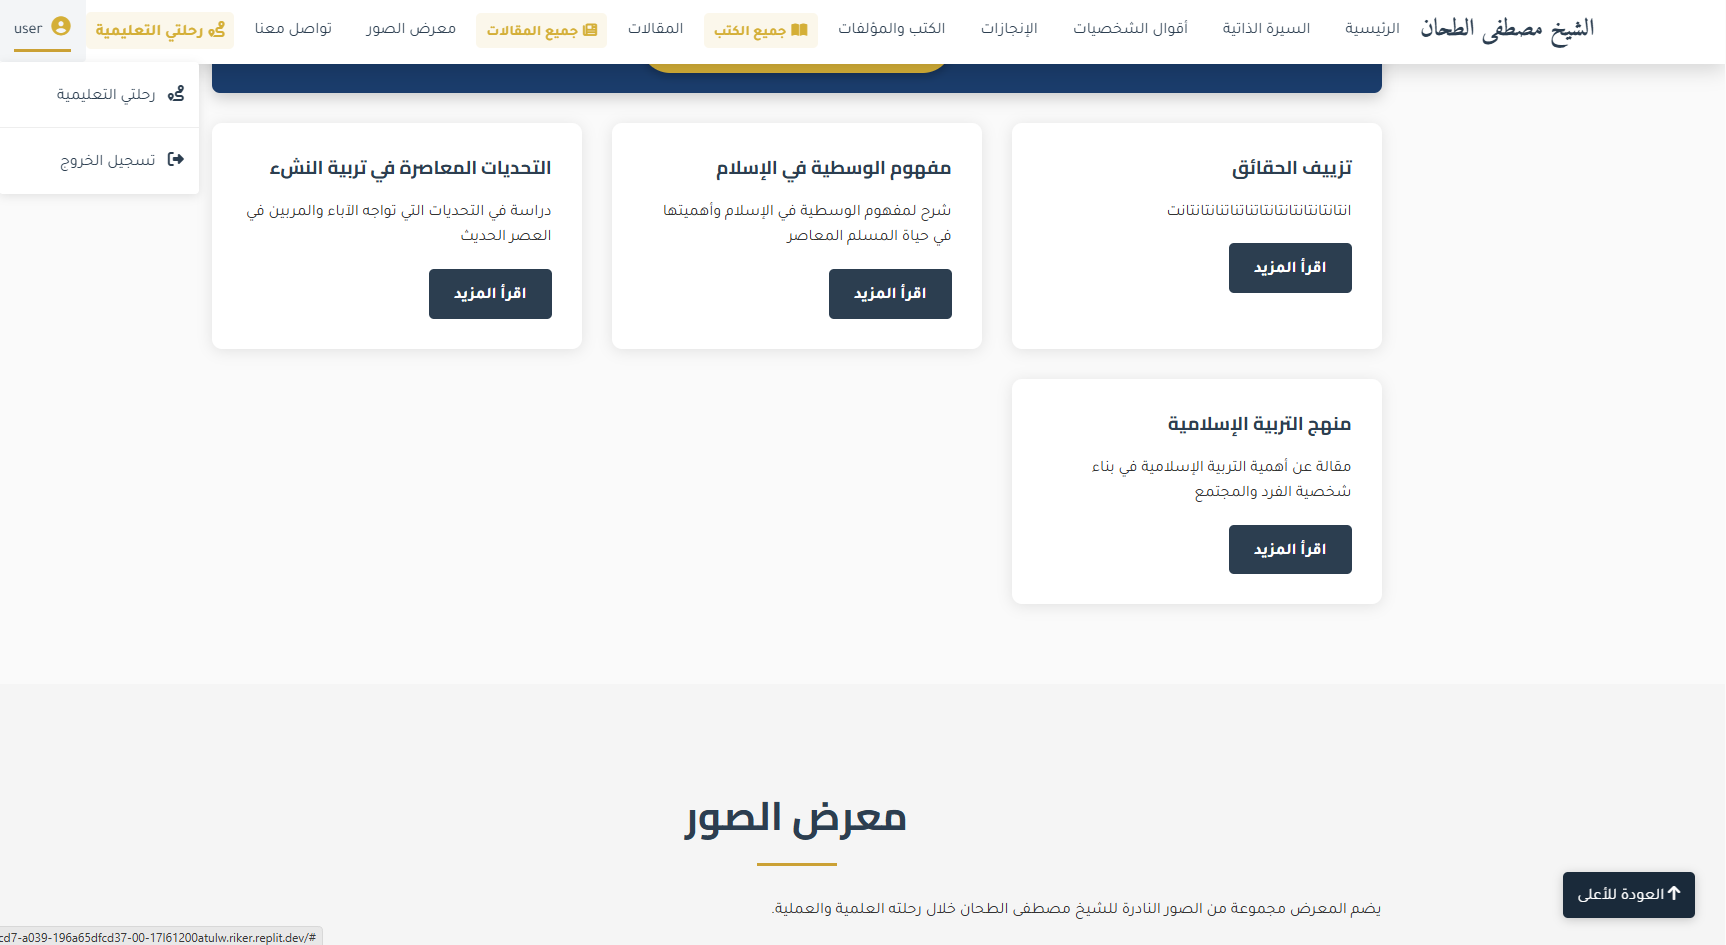 الشيخ مصطفى الطحان
الرئيسية
السيرة الذاتية
أقوال الشخصيات
الإنجازات
الكتب والمؤلفات
جميع الكتب
المقالات
جميع المقالات
معرض الصور
تواصل معنا
رحلتي التعليمية
user
رحلتي التعليمية
تسجيل الخروج
تزييف الحقائق
انتانتانتانتانتانتاتناتناتنانتانتانت
اقرأ المزيد
مفهوم الوسطية في الإسلام
شرح لمفهوم الوسطية في الإسلام وأهميتها
في حياة المسلم المعاصر
اقرأ المزيد
التحديات المعاصرة في تربية النشء
دراسة في التحديات التي تواجه الآباء والمربين في
العصر الحديث
اقرأ المزيد
منهج التربية الإسلامية
مقالة عن أهمية التربية الإسلامية في بناء
شخصية الفرد والمجتمع
اقرأ المزيد
معرض الصور
يضم المعرض مجموعة من الصور النادرة للشيخ مصطفى الطحان خلال رحلته العلمية والعملية.
العودة للأعلى
cd7-a039-196a65dfcd37-00-17l61200atulw.riker.replit.dev/#